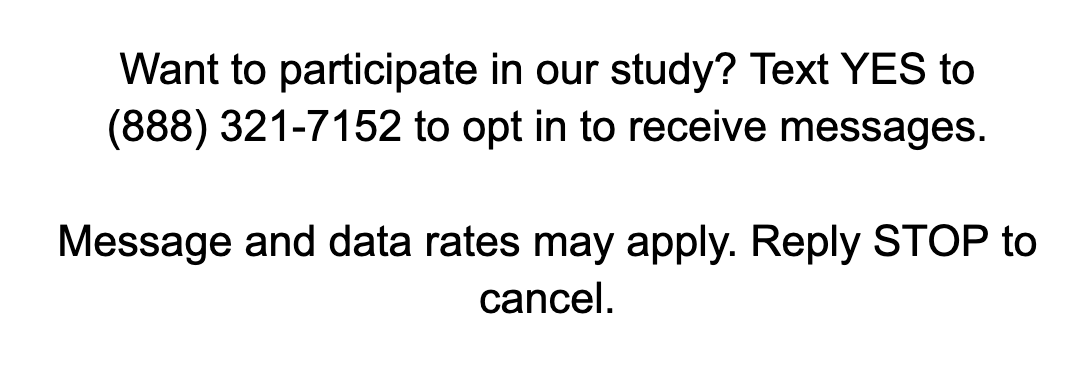 Want to participate in our study? Text YES to
(888) 321-7152 to opt in to receive messages.
Message and data rates may apply. Reply STOP to
cancel.